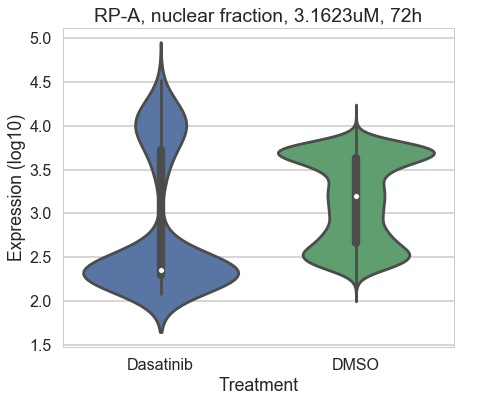 RP-A, nuclear fraction, 3.1623uM, 72h
Expression (log10)
5.0
4.5
4.0
3.5
3.0
2.5
2.0
1.5
Dasatinib DMSO
Treatment